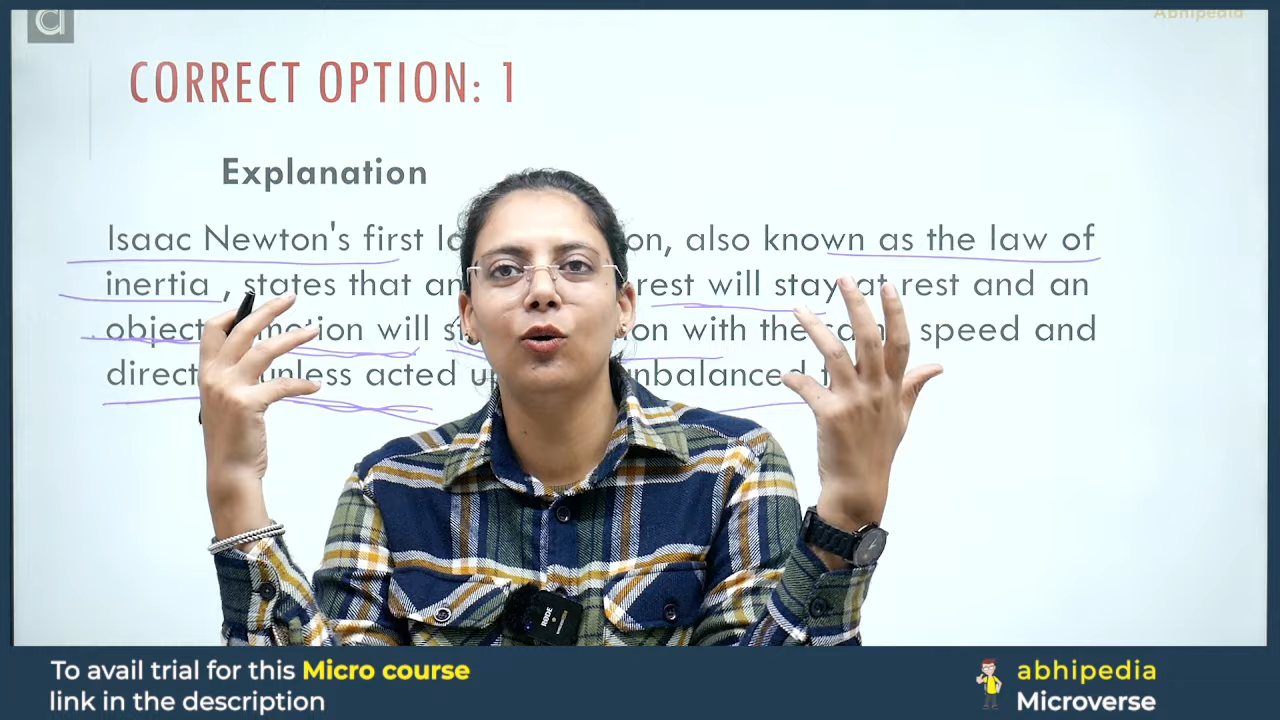 a
Abhipedia
CORRECT OPTION: 1
Explanation
Isaac Newton's first on, also known as the law of
inertia , states that an rest will stay at rest and an
object motion will on with the same speed and
unless acted unbalanced
RODE
To avail trial for this Micro course
link in the description
abhipedia
Microverse